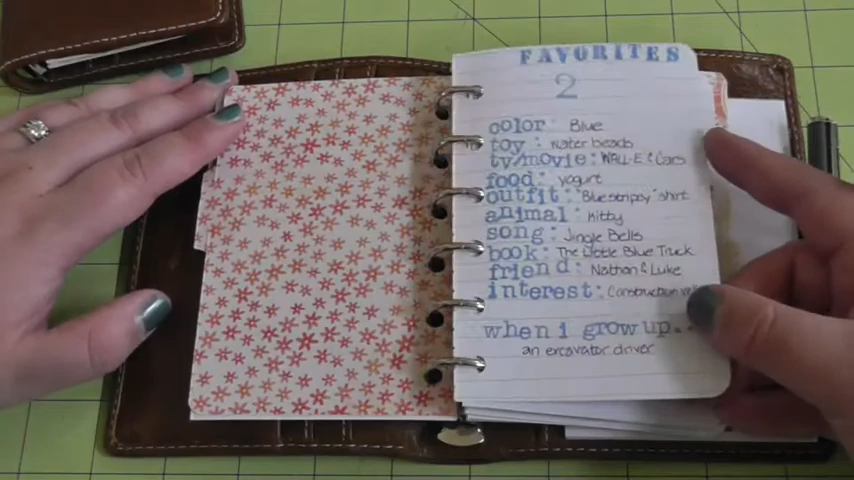 FAVORITES
2
color: Blue
toy: water beads
tv/movie: WALL-E & Cars
food: yogurt
outfit: Blue stripsy shirt
animal: Kitty
song: Jingle Bells
book: The Little Blue Truck
friend: Nathan & Luke
interest: Construction
when i grow up..
an excavator driver